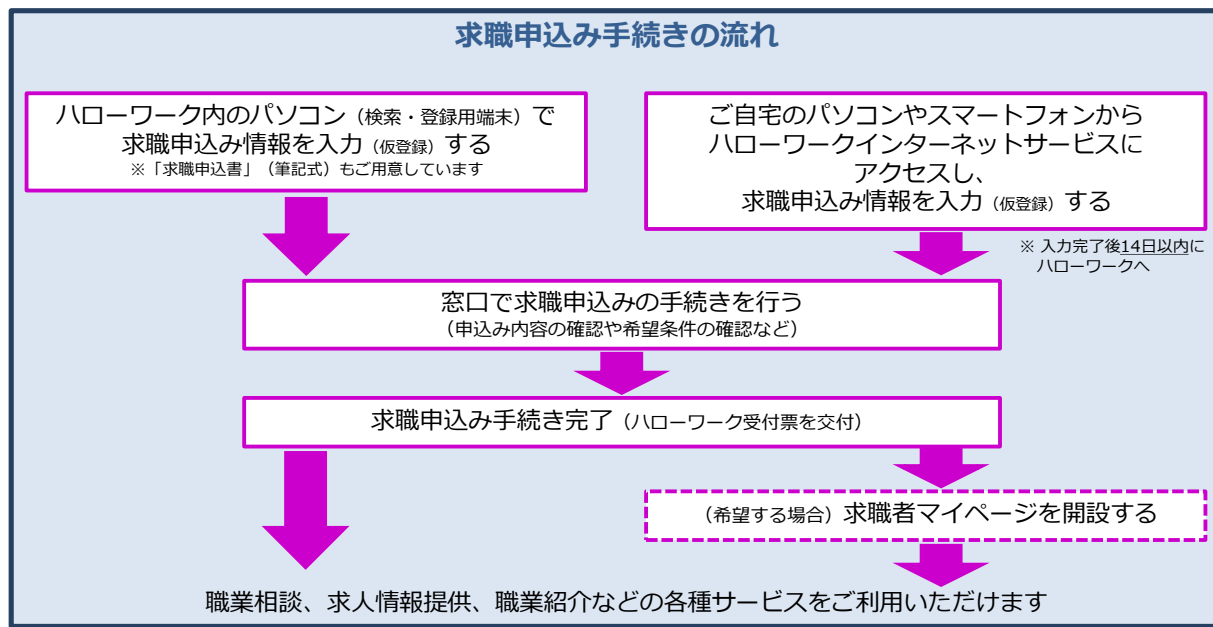 求職申込み手続きの流れ
ハローワーク内のパソコン（検索・登録用端末）で
求職申込み情報を入力（仮登録）する
※「求職申込書」（筆記式）もご用意しています
ご自宅のパソコンやスマートフォンから
ハローワークインターネットサービスに
アクセスし、
求職申込み情報を入力（仮登録）する
※ 入力完了後14日以内に
ハローワークへ
窓口で求職申込みの手続きを行う
（申込み内容の確認や希望条件の確認など）
求職申込み手続き完了（ハローワーク受付票を交付）
（希望する場合）求職者マイページを開設する
職業相談、求人情報提供、職業紹介などの各種サービスをご利用いただけます